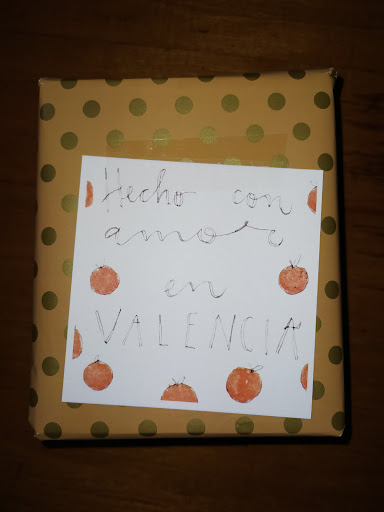 Hecho con
amor
en
VALENCIA